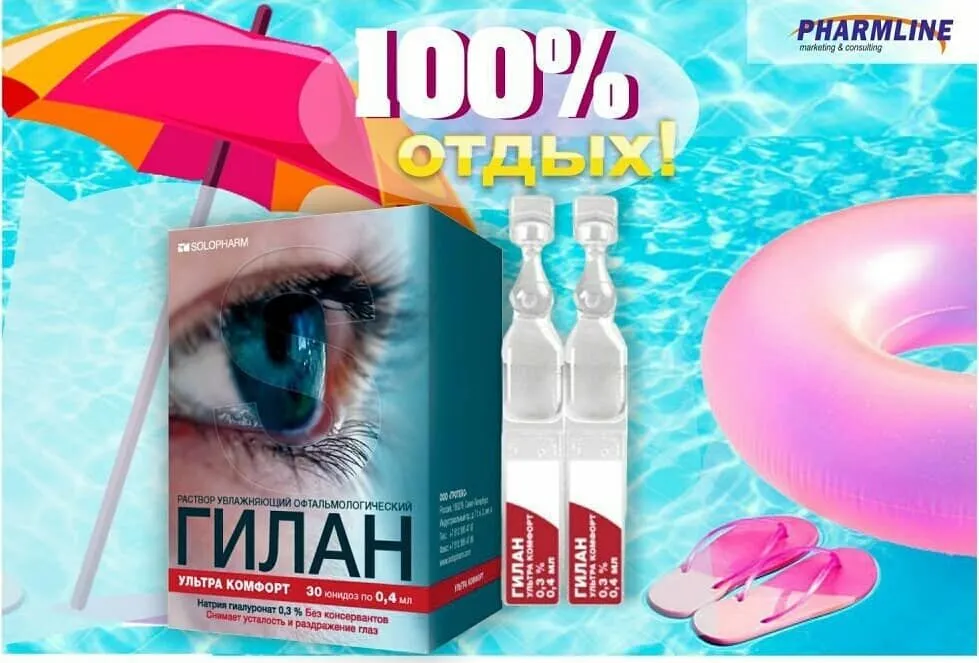 PHARMLINE
marketing & consulting
100%
ОТДЫХ!
SOLOPHARM
РАСТВОР УВЛАЖНЯЮЩИЙ ОФТАЛЬМОЛОГИЧЕСКИЙ
ГИЛАН
УЛЬТРА КОМФОРТ 30 юнидоз по 0,4 мл
Натрия гиалуронат 0,3 % Без консервантов
Снимает усталость и раздражение глаз
УЛЬТРА КОМФОРТ
ГИЛАН
УЛЬТРА КОМФОРТ
0,3 %
0,4 мл
ГИЛАН
УЛЬТРА КОМФОРТ
0,3 %
0,4 мл